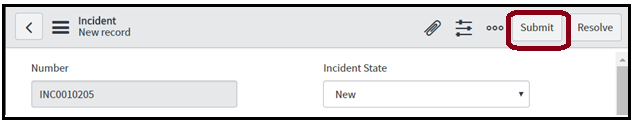 Incident
New record
Submit
Resolve
Number
Incident State
INC0010205
New